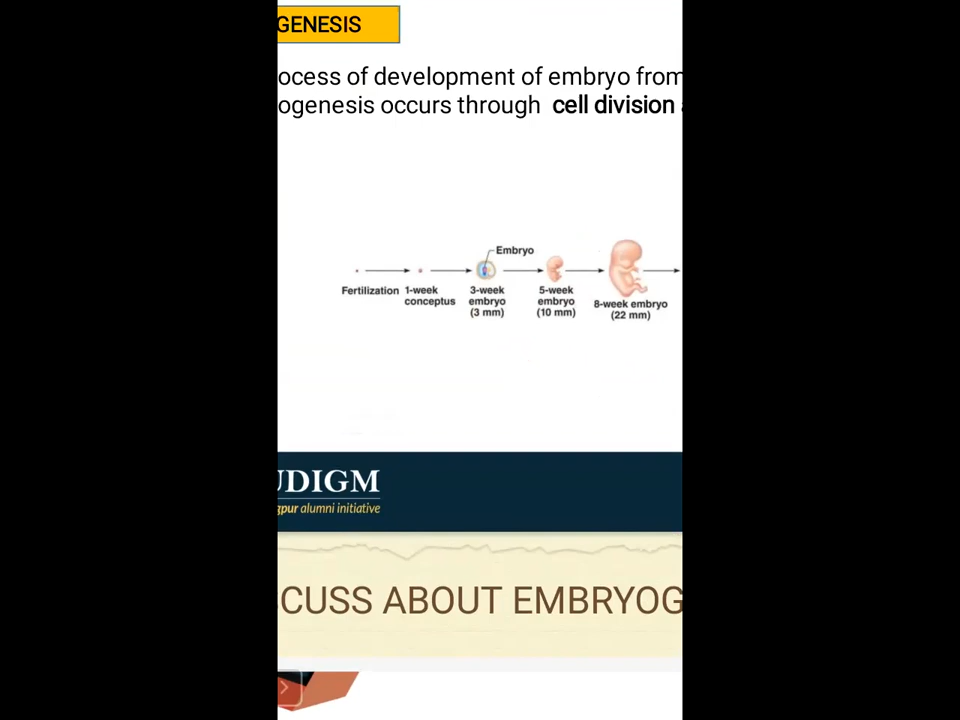 GENESIS
ocess of development of embryo from
ogenesis occurs through cell division
Embryo
Fertilization 1-week conceptus
3-week embryo (3 mm)
5-week embryo (10 mm)
8-week embryo (22 mm)
UDIGM
gpur alumni initiative
CUSS ABOUT EMBRYOG